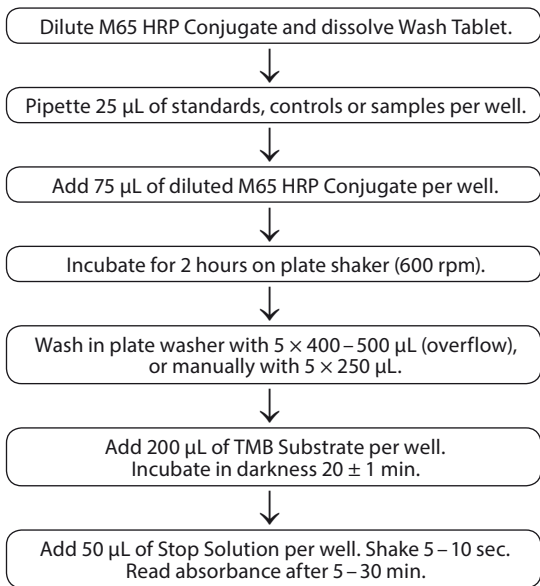 Dilute M65 HRP Conjugate and dissolve Wash Tablet.
Pipette 25 µL of standards, controls or samples per well.
Add 75 µL of diluted M65 HRP Conjugate per well.
Incubate for 2 hours on plate shaker (600 rpm).
Wash in plate washer with 5 × 400–500 µL (overflow),
or manually with 5 × 250 µL.
Add 200 µL of TMB Substrate per well.
Incubate in darkness 20 ± 1 min.
Add 50 µL of Stop Solution per well. Shake 5–10 sec.
Read absorbance after 5–30 min.